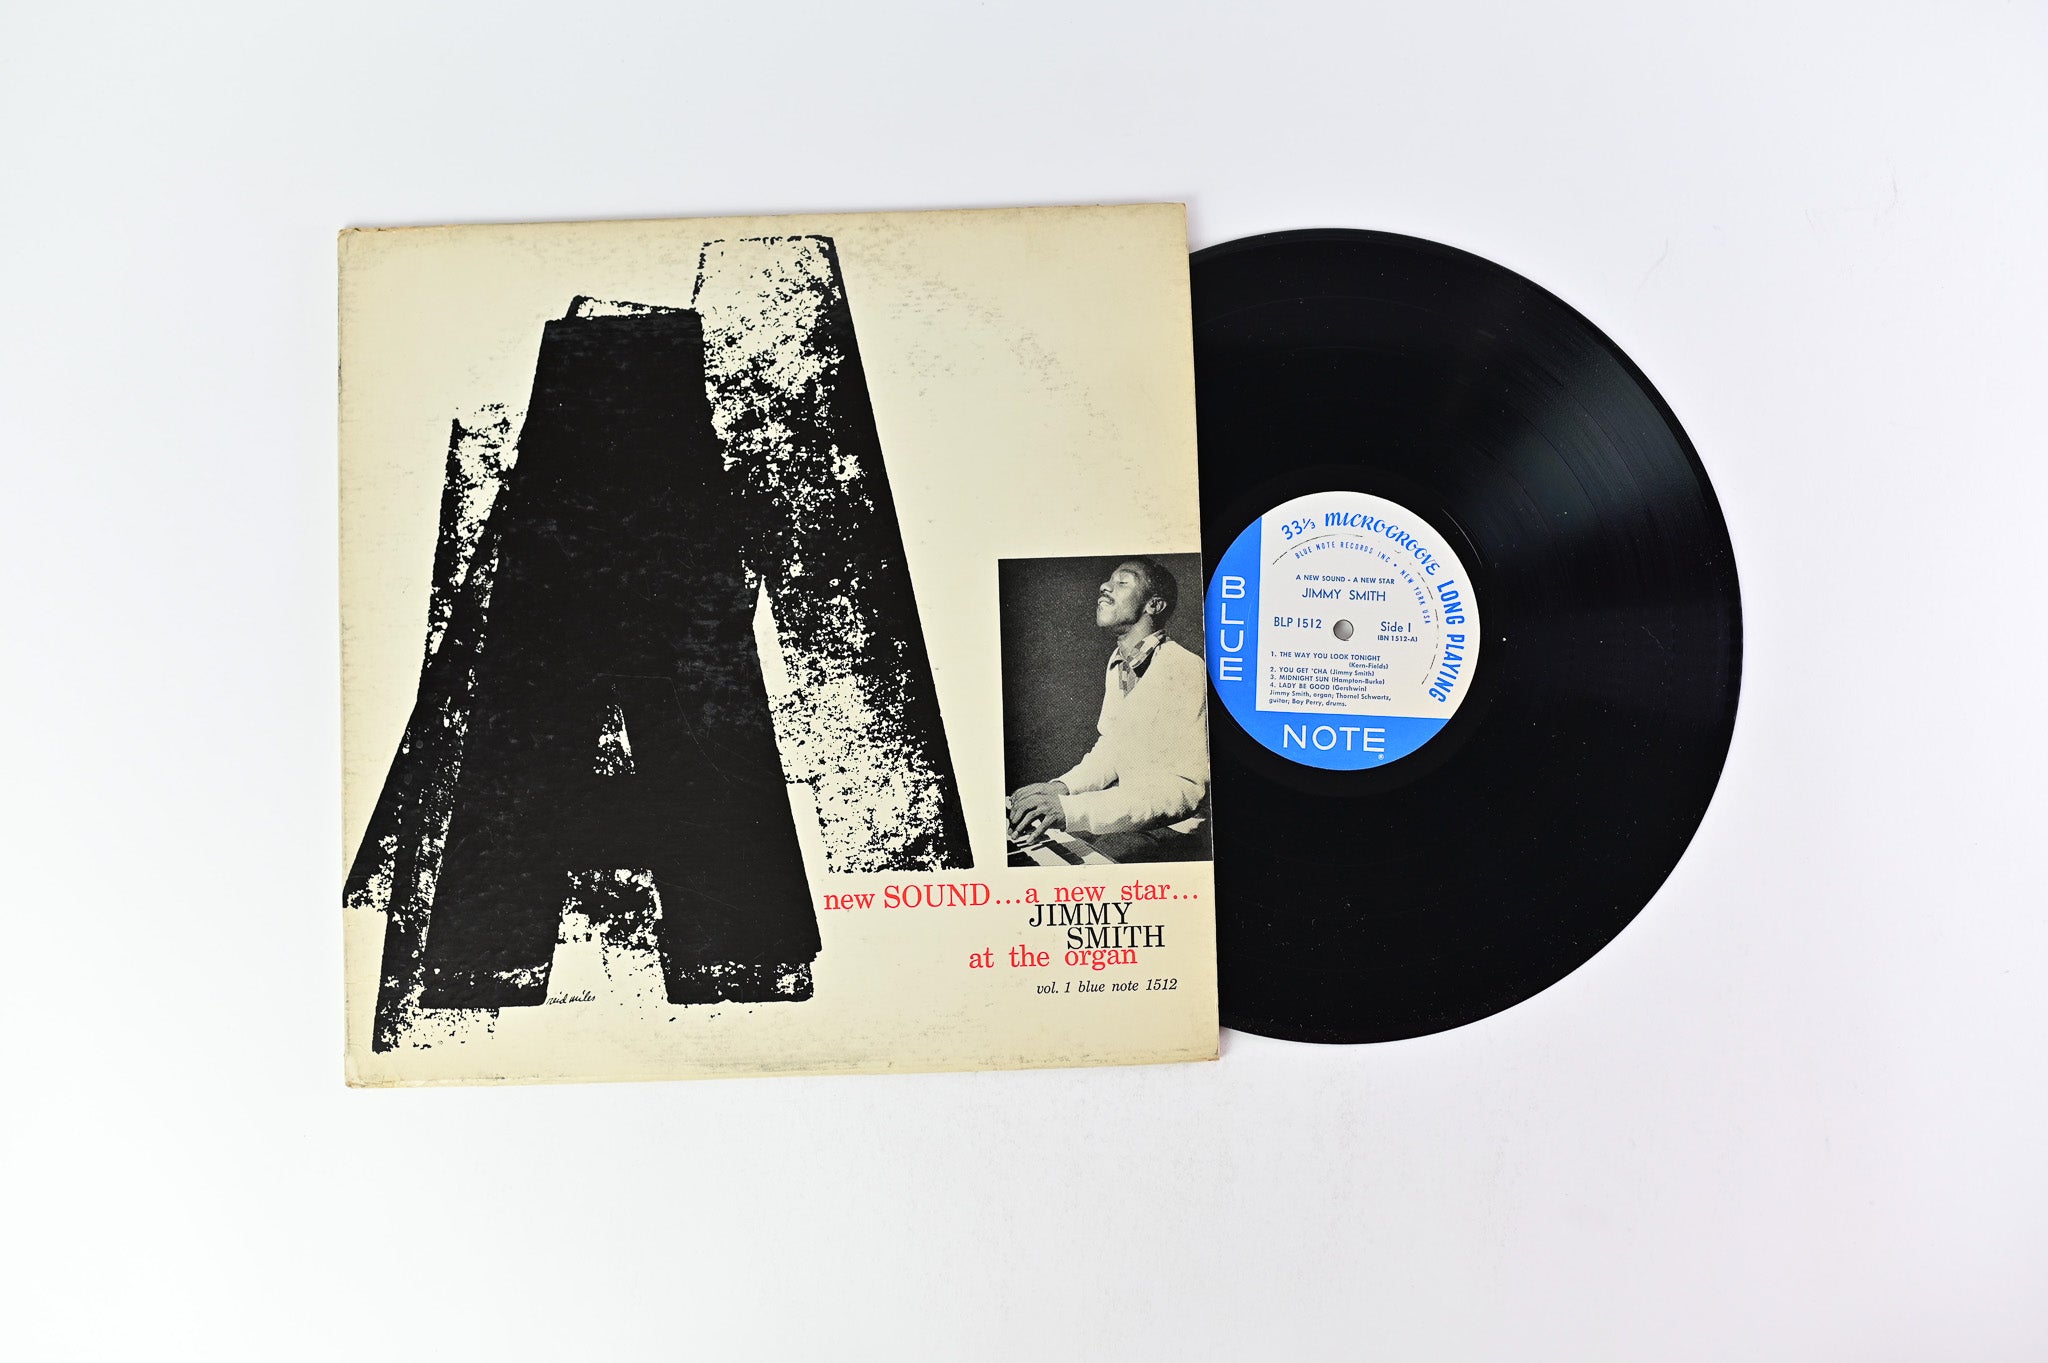 A
new SOUND...a new star...
JIMMY
SMITH
at the organ
vol. 1 blue note 1512
reid miles
33⅓ MICROGROOVE LONG PLAYING
BLUE NOTE RECORDS INC • NEW YORK USA
A NEW SOUND - A NEW STAR
JIMMY SMITH
BLP 1512 Side 1
(BN 1512-A)
1. THE WAY YOU LOOK TONIGHT
(Kern-Fields)
2. YOU GET 'CHA (Jimmy Smith)
3. MIDNIGHT SUN (Hampton-Burke)
4. LADY BE GOOD (Gershwin)
Jimmy Smith, organ; Thornel Schwartz,
guitar; Bay Perry, drums.
BLUE
NOTE ®